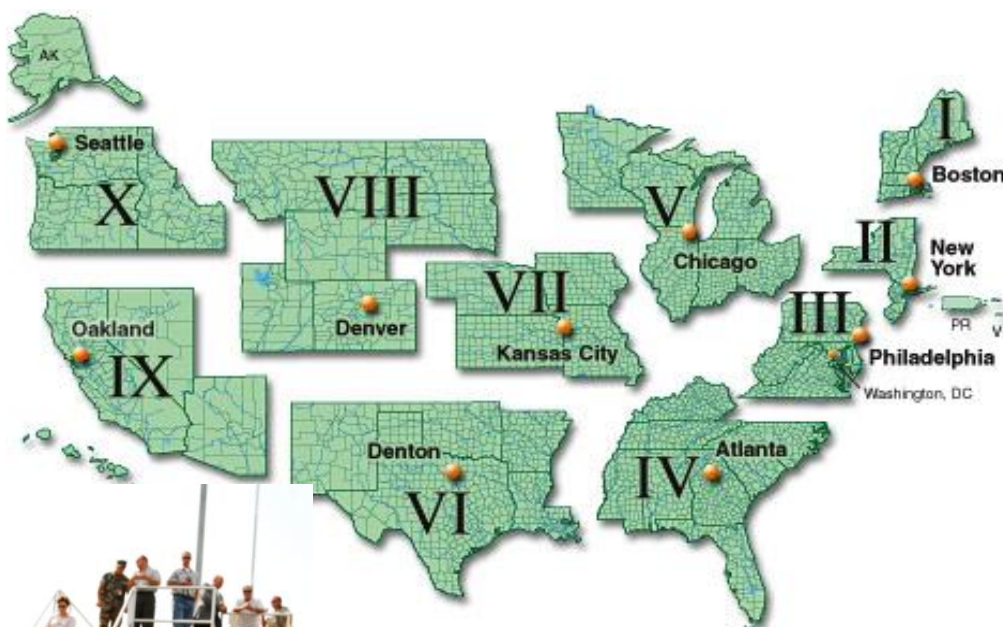 AK
Seattle
X
VIII
V
I
Boston
II
New
York
Chicago
VII
Denver
Kansas City
III
PR
V
Philadelphia
Washington, DC
Oakland
IX
Denton
VI
IV
Atlanta